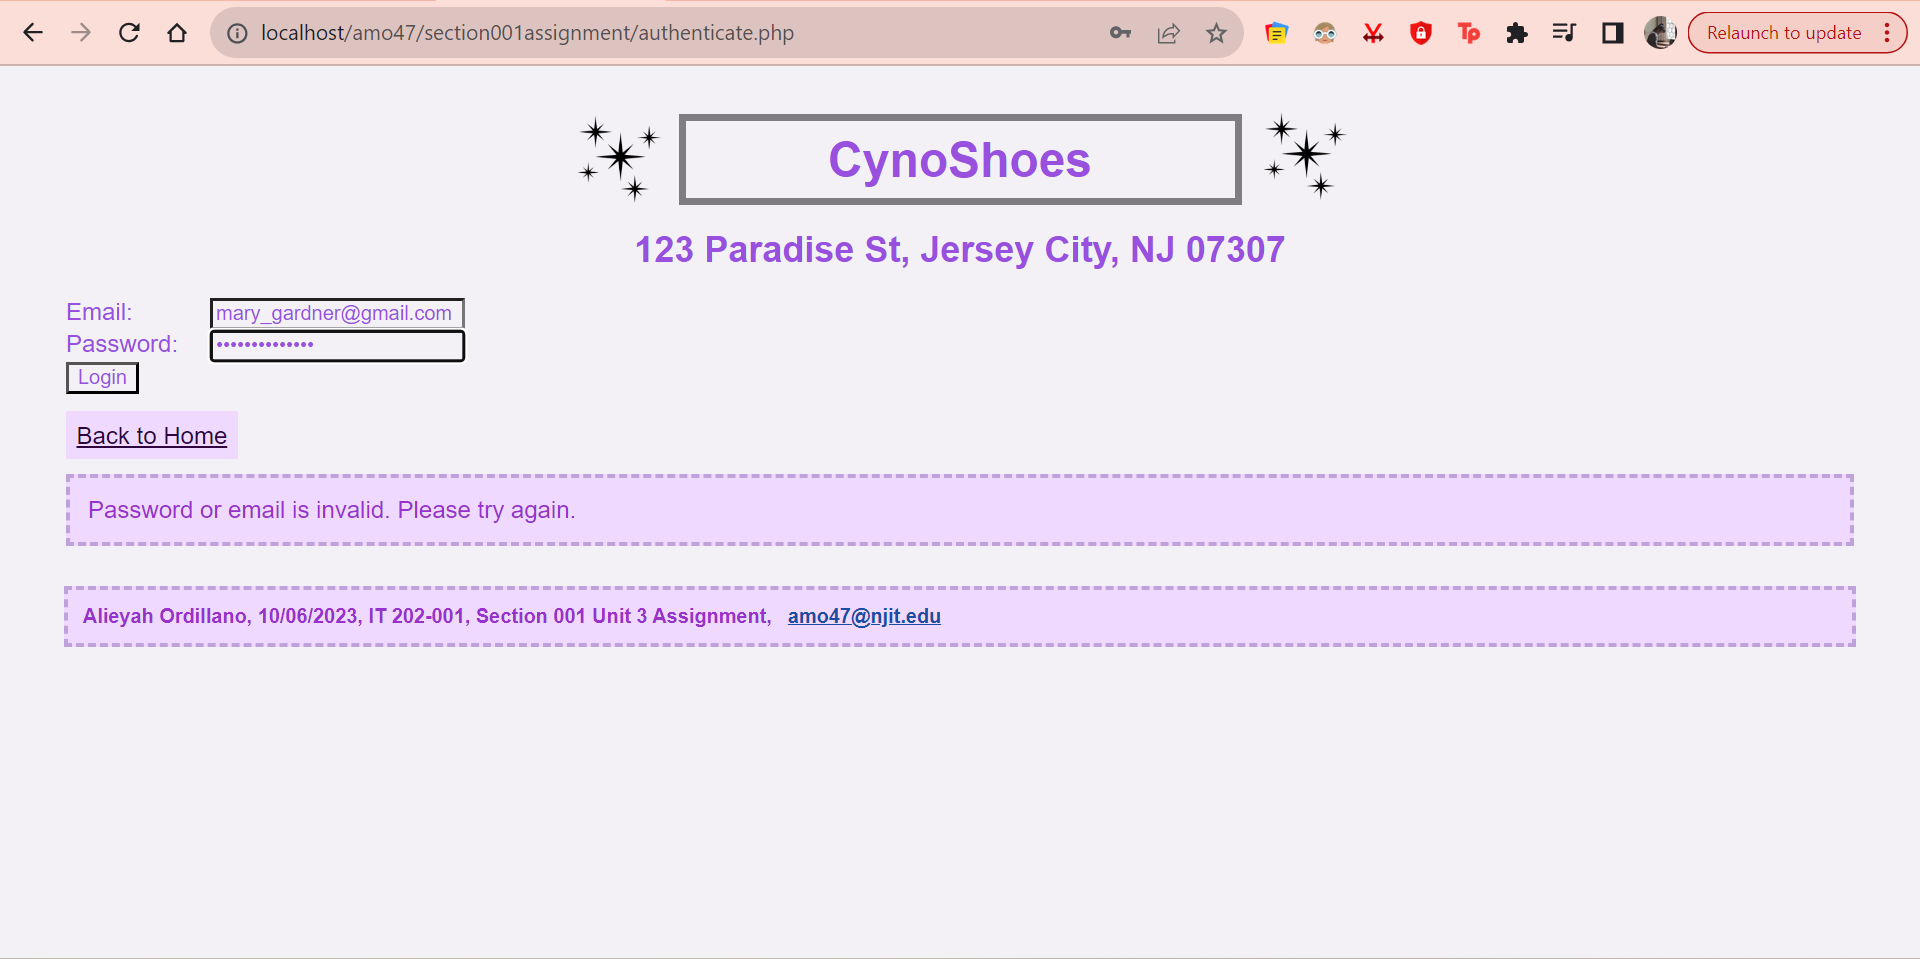 localhost/amo47/section001assignment/authenticate.php
Tp
Relaunch to update
CynoShoes
123 Paradise St, Jersey City, NJ 07307
Email: mary_gardner@gmail.com
Password: ••••••••••••••
Login
Back to Home
Password or email is invalid. Please try again.
Alieyah Ordillano, 10/06/2023, IT 202-001, Section 001 Unit 3 Assignment, amo47@njit.edu